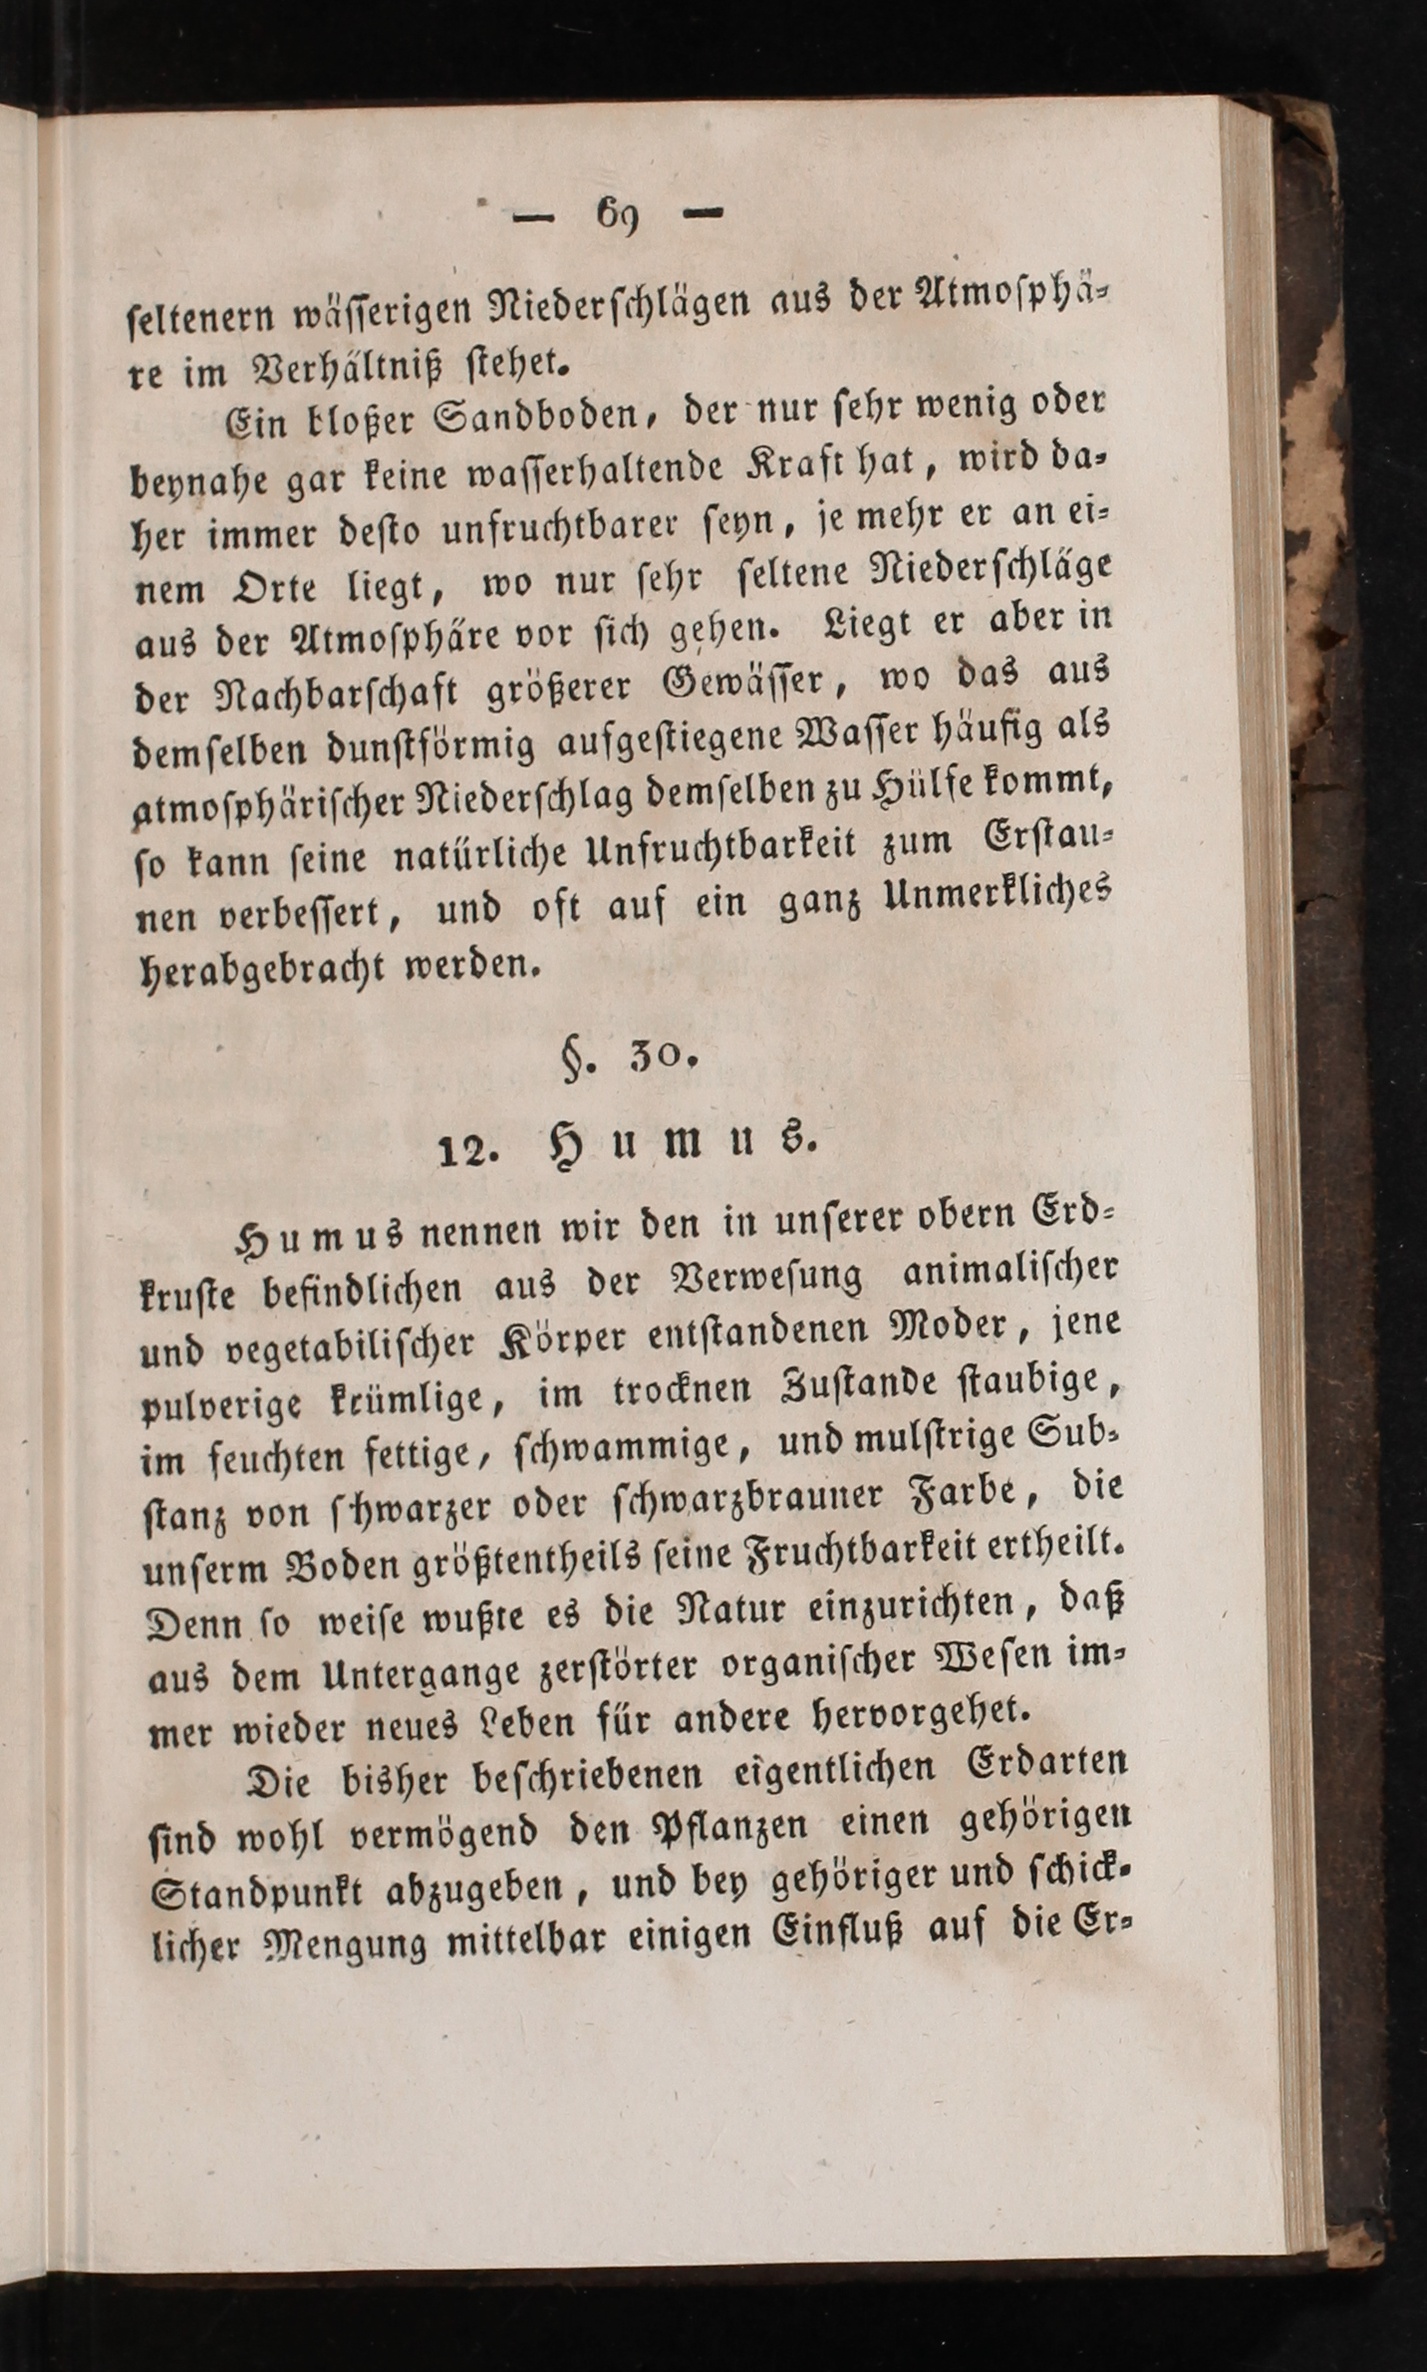 — 69 —
ſeltenern wäſſerigen Niederſchlägen aus der Atmoſphä⸗
re im Verhältniß ſtehet.
Ein bloßer Sandboden, der nur ſehr wenig oder
beynahe gar keine waſſerhaltende Kraft hat, wird da⸗
her immer deſto unfruchtbarer ſeyn, je mehr er an ei⸗
nem Orte liegt, wo nur ſehr ſeltene Niederſchläge
aus der Atmoſphäre vor ſich gehen. Liegt er aber in
der Nachbarſchaft größerer Gewäſſer, wo das aus
demſelben dunſtförmig aufgeſtiegene Waſſer häufig als
atmoſphäriſcher Niederſchlag demſelben zu Hülfe kommt,
ſo kann ſeine natürliche Unfruchtbarkeit zum Erſtau⸗
nen verbeſſert, und oft auf ein ganz Unmerkliches
herabgebracht werden.
§. 30.
12. Humus.
Humus nennen wir den in unſerer obern Erd⸗
kruſte befindlichen aus der Verweſung animaliſcher
und vegetabiliſcher Körper entſtandenen Moder, jene
pulverige krümlige, im trocknen Zuſtande ſtaubige,
im feuchten fettige, ſchwammige, und mulſtrige Sub⸗
ſtanz von ſchwarzer oder ſchwarzbrauner Farbe, die
unſerm Boden größtentheils ſeine Fruchtbarkeit ertheilt.
Denn ſo weiſe wußte es die Natur einzurichten, daß
aus dem Untergange zerſtörter organiſcher Weſen im⸗
mer wieder neues Leben für andere hervorgehet.
Die bisher beſchriebenen eigentlichen Erdarten
ſind wohl vermögend den Pflanzen einen gehörigen
Standpunkt abzugeben, und bey gehöriger und ſchick⸗
licher Mengung mittelbar einigen Einfluß auf die Er⸗